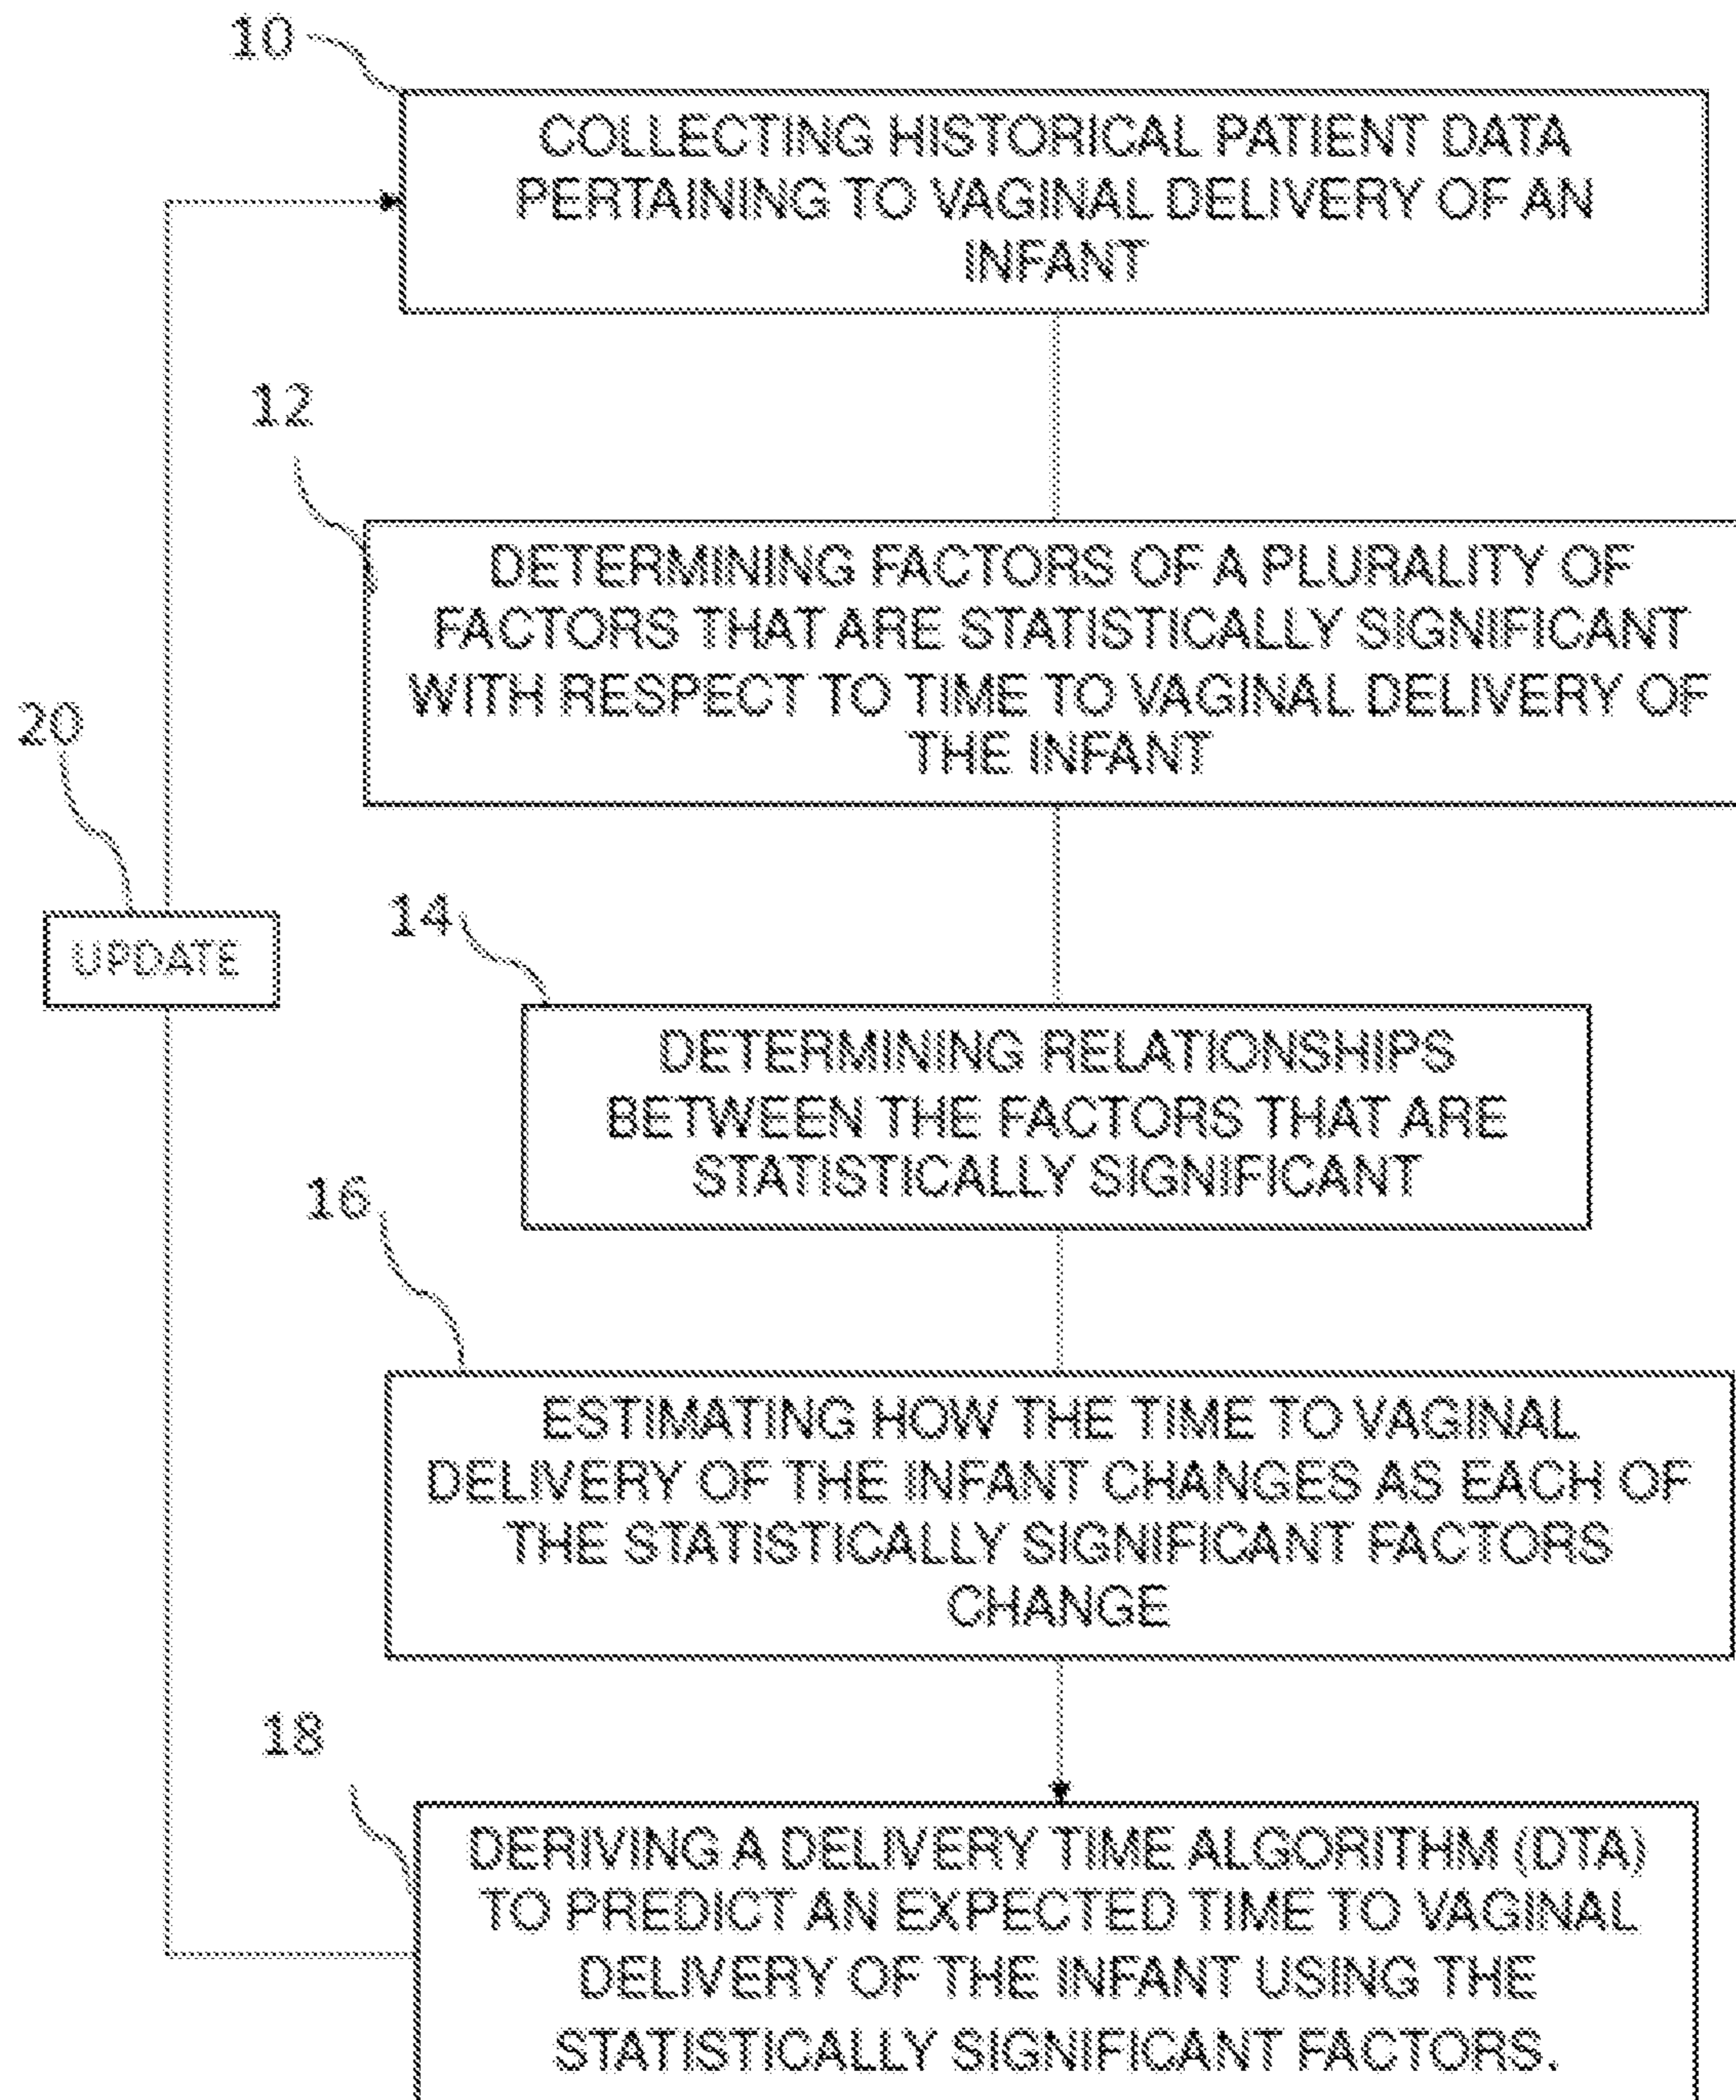 10
COLLECTING HISTORICAL PATIENT DATA
PERTAINING TO VAGINAL DELIVERY OF AN
INFANT
12
DETERMINING FACTORS OF A PLURALITY OF
FACTORS THAT ARE STATISTICALLY SIGNIFICANT
WITH RESPECT TO TIME TO VAGINAL DELIVERY OF
THE INFANT
20
UPDATE
14
DETERMINING RELATIONSHIPS
BETWEEN THE FACTORS THAT ARE
STATISTICALLY SIGNIFICANT
16
ESTIMATING HOW THE TIME TO VAGINAL
DELIVERY OF THE INFANT CHANGES AS EACH OF
THE STATISTICALLY SIGNIFICANT FACTORS
CHANGE
18
DERIVING A DELIVERY TIME ALGORITHM (DTA)
TO PREDICT AN EXPECTED TIME TO VAGINAL
DELIVERY OF THE INFANT USING THE
STATISTICALLY SIGNIFICANT FACTORS.